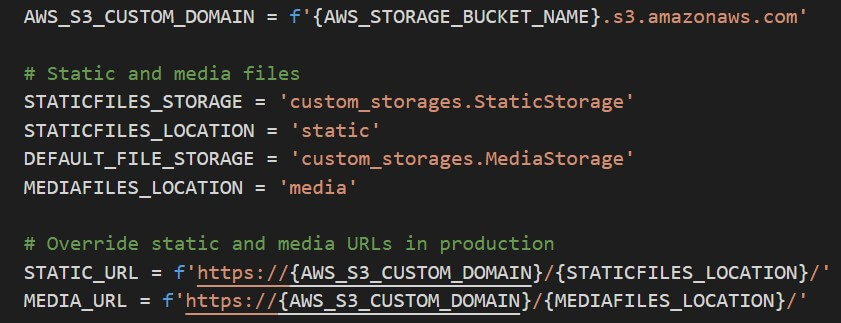 AWS_S3_CUSTOM_DOMAIN = f'{AWS_STORAGE_BUCKET_NAME}.s3.amazonaws.com'
# Static and media files
STATICFILES_STORAGE = 'custom_storages.StaticStorage'
STATICFILES_LOCATION = 'static'
DEFAULT_FILE_STORAGE = 'custom_storages.MediaStorage'
MEDIAFILES_LOCATION = 'media'
# Override static and media URLs in production
STATIC_URL = f'https://{AWS_S3_CUSTOM_DOMAIN}/{STATICFILES_LOCATION}/'
MEDIA_URL = f'https://{AWS_S3_CUSTOM_DOMAIN}/{MEDIAFILES_LOCATION}/'